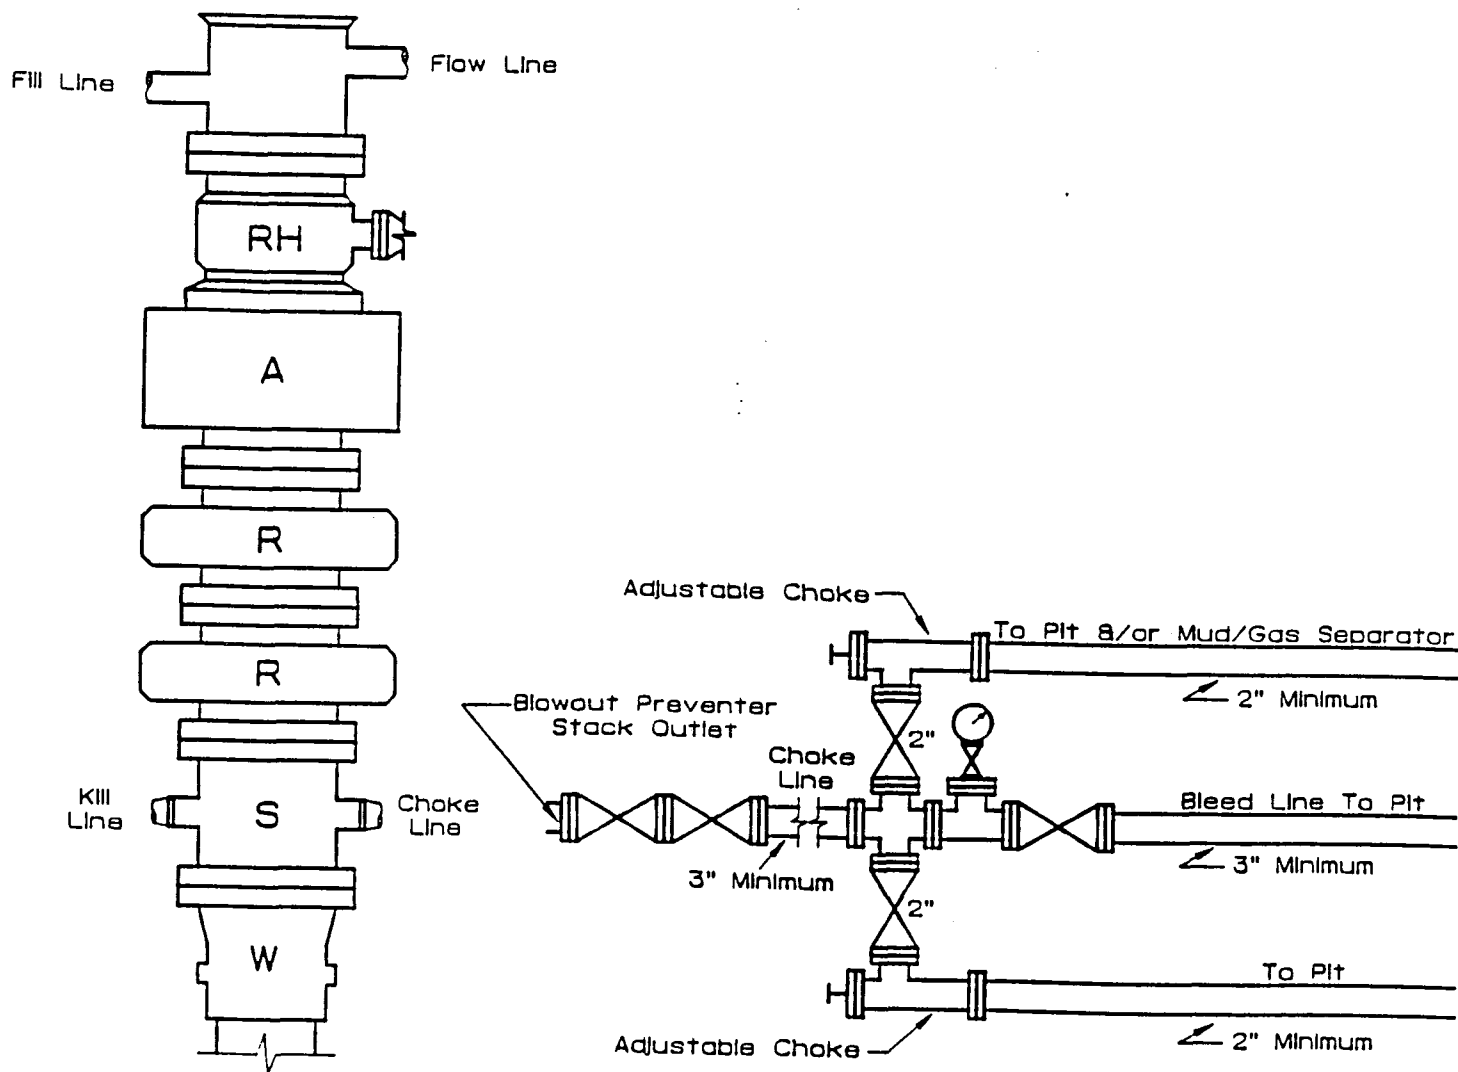 Fill Line
Flow Line
RH
A
R
R
Kill
Line
S
Choke
Line
W
Adjustable Choke
To Pit &/or Mud/Gas Separator
2" Minimum
Blowout Preventer
Stack Outlet
2"
Choke
Line
Bleed Line To Pit
3" Minimum
3" Minimum
2"
To Pit
Adjustable Choke
2" Minimum